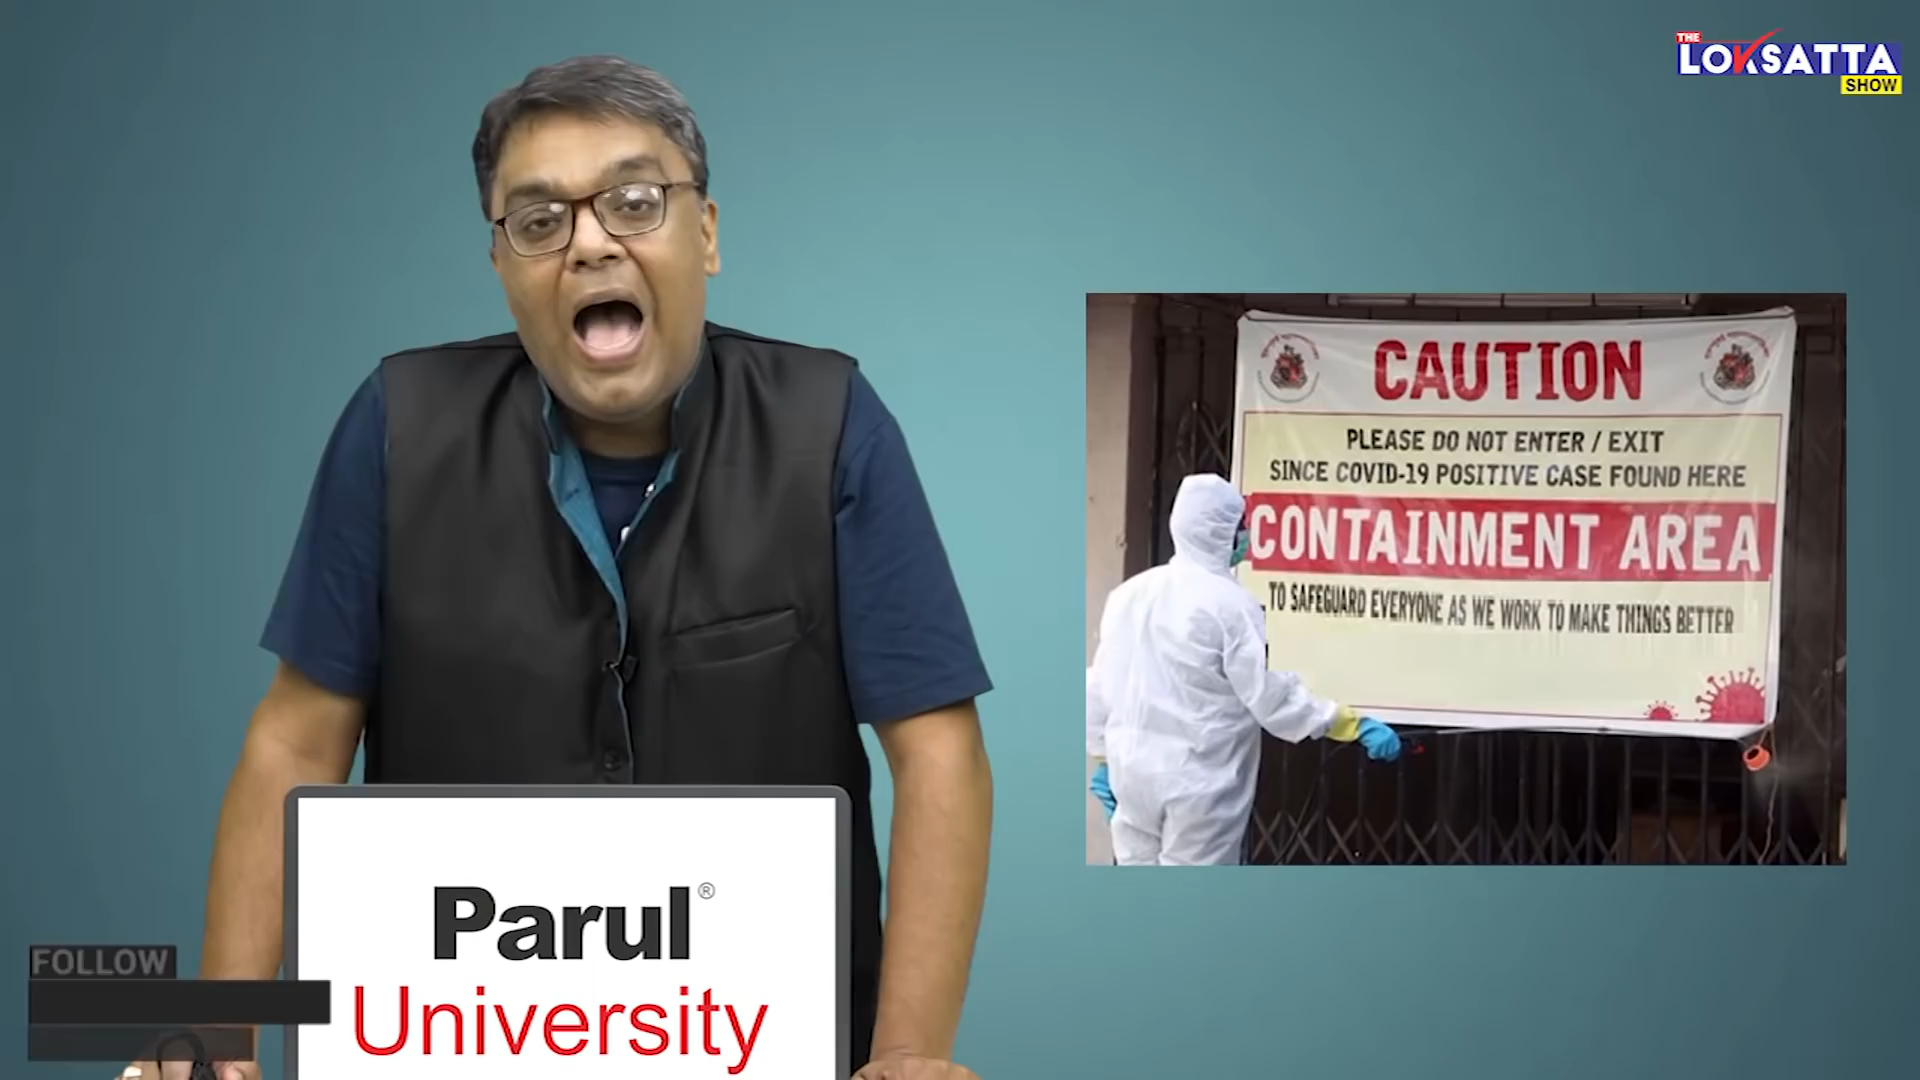 THE
LOKSATTA
SHOW
CAUTION
PLEASE DO NOT ENTER / EXIT
SINCE COVID-19 POSITIVE CASE FOUND HERE
CONTAINMENT AREA
TO SAFEGUARD EVERYONE AS WE WORK TO MAKE THINGS BETTER
Parul®
University
FOLLOW